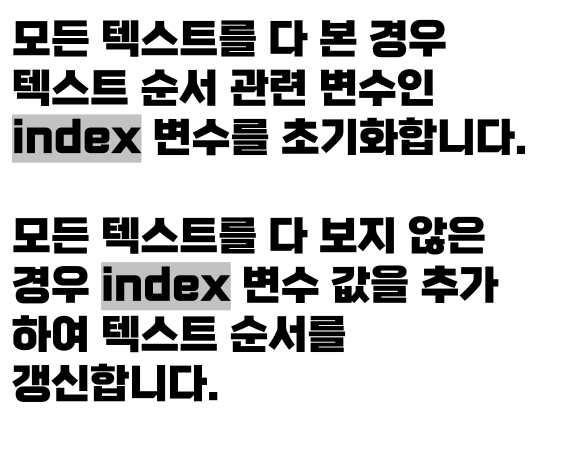 모든 텍스트를 다 본 경우
텍스트 순서 관련 변수인
index 변수를 초기화합니다.
모든 텍스트를 다 보지 않은
경우 index 변수 값을 추가
하여 텍스트 순서를
갱신합니다.